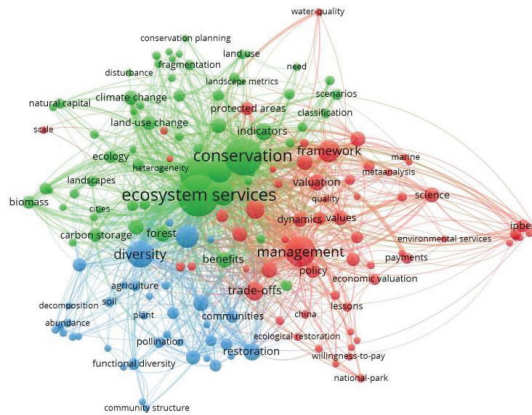 water-quality
conservation planning
land use
fragmentation
need
disturbance
landscape metrics
scenarios
climate change
natural capital
protected areas
classification
land-use change
scale
indicators
ecology
conservation
framework
marine
heterogeneity
metaanalysis
landscapes
valuation
biomass
ecosystem services
quality
science
cities
dynamics
values
ippe
carbon storage
forest
environmental services
diversity
benefits
management
payments
policy
agriculture
economic valuation
decomposition
trade-offs
soil
abundance
plant
communities
china
lessons
pollination
ecological restoration
restoration
willingness-to-pay
functional diversity
national-park
community structure